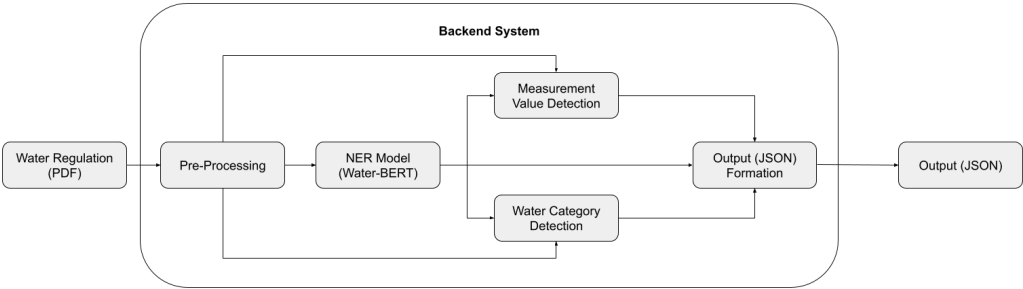 Backend System
Water Regulation
(PDF)
Pre-Processing
NER Model
(Water-BERT)
Measurement
Value Detection
Water Category
Detection
Output (JSON)
Formation
Output (JSON)